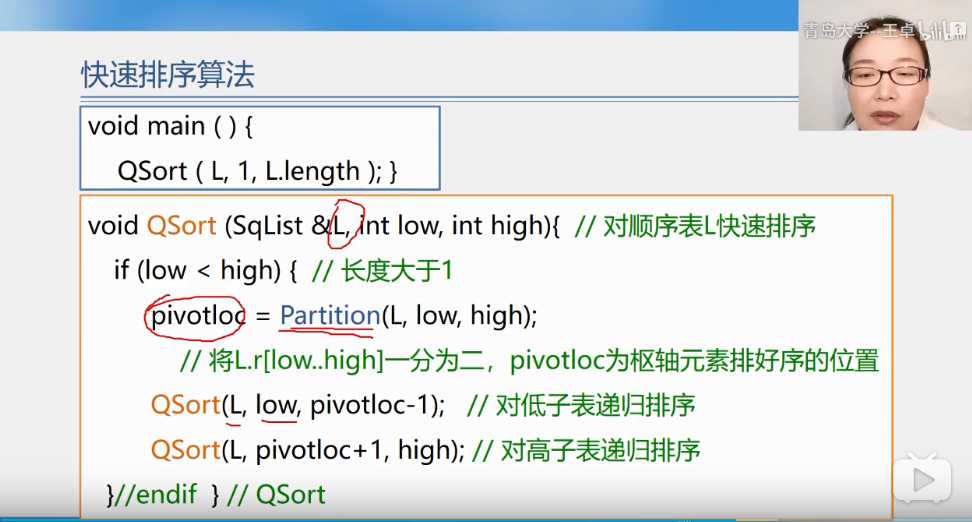 青岛大学--王卓 bilibili
快速排序算法
void main ( ) {
QSort ( L, 1, L.length ); }
void QSort (SqList &L, int low, int high){ // 对顺序表L快速排序
if (low < high) { // 长度大于1
pivotloc = Partition(L, low, high);
// 将L.r[low..high]一分为二，pivotloc为枢轴元素排好序的位置
QSort(L, low, pivotloc-1); // 对低子表递归排序
QSort(L, pivotloc+1, high); // 对高子表递归排序
}//endif } // QSort